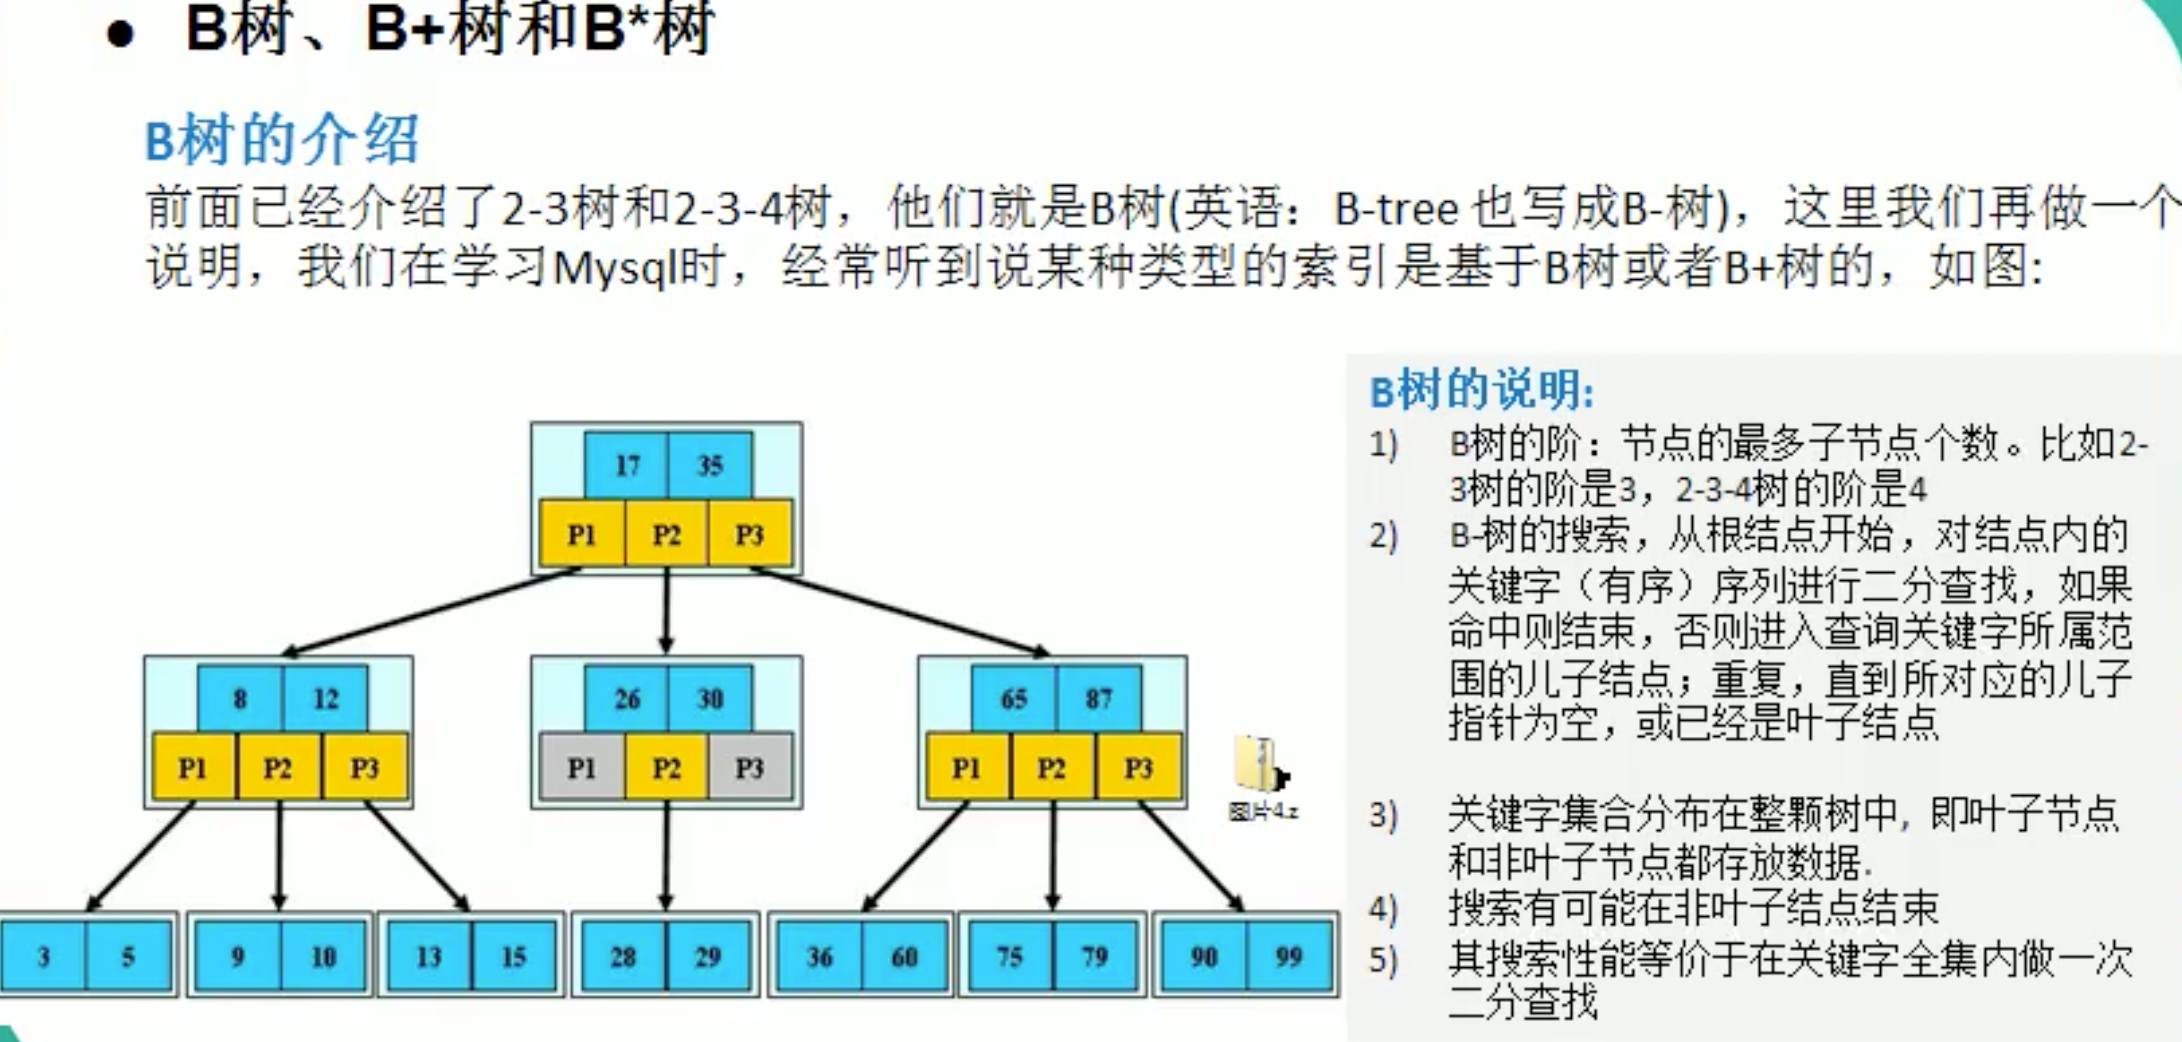 ● B树、B+树和B*树
B树的介绍
前面已经介绍了2-3树和2-3-4树，他们就是B树(英语：B-tree 也写成B-树)，这里我们再做一个
说明，我们在学习Mysql时，经常听到说某种类型的索引是基于B树或者B+树的，如图:
17 35
P1 P2 P3
8 12
P1 P2 P3
26 30
P1 P2 P3
65 87
P1 P2 P3
3 5
9 10
13 15
28 29
36 60
75 79
90 99
图片4.z
B树的说明:
1) B树的阶：节点的最多子节点个数。比如2-
3树的阶是3，2-3-4树的阶是4
2) B-树的搜索，从根结点开始，对结点内的
关键字（有序）序列进行二分查找，如果
命中则结束，否则进入查询关键字所属范
围的儿子结点；重复，直到所对应的儿子
指针为空，或已经是叶子结点
3) 关键字集合分布在整颗树中, 即叶子节点
和非叶子节点都存放数据.
4) 搜索有可能在非叶子结点结束
5) 其搜索性能等价于在关键字全集内做一次
二分查找